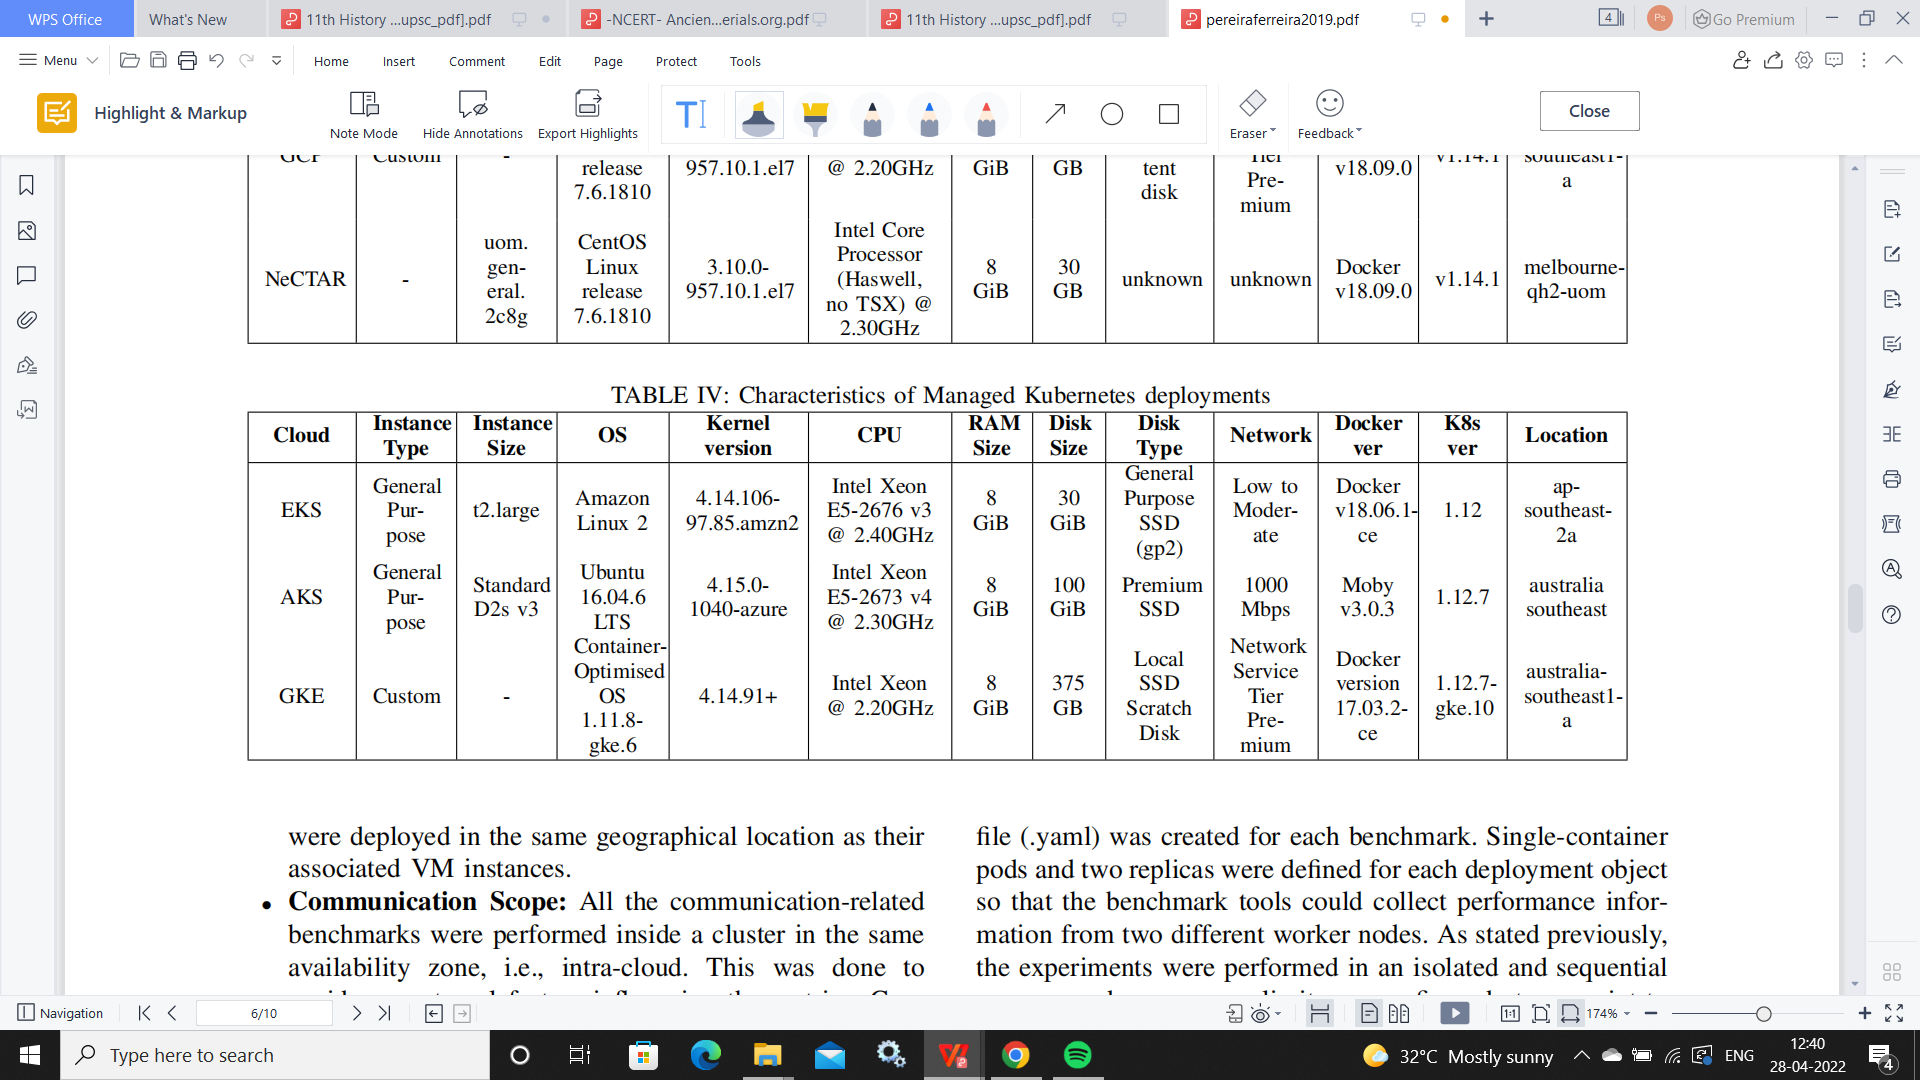 WPS Office
What's New
11th History ...upsc_pdf].pdf
-NCERT- Ancien...erials.org.pdf
11th History ...upsc_pdf].pdf
pereiraferreira2019.pdf
4
Ps
Go Premium
Menu
Home
Insert
Comment
Edit
Page
Protect
Tools
Highlight & Markup
Note Mode
Hide Annotations
Export Highlights
Eraser
Feedback
Close
GCP
Custom
-
release
7.6.1810
957.10.1.el7
@ 2.20GHz
GiB
GB
tent
disk
Tier
Pre-
mium
v18.09.0
v1.14.1
southeast1-
a
NeCTAR
-
uom.
gen-
eral.
2c8g
CentOS
Linux
release
7.6.1810
3.10.0-
957.10.1.el7
Intel Core
Processor
(Haswell,
no TSX) @
2.30GHz
8
GiB
30
GB
unknown
unknown
Docker
v18.09.0
v1.14.1
melbourne-
qh2-uom
TABLE IV: Characteristics of Managed Kubernetes deployments
Cloud
Instance
Type
Instance
Size
OS
Kernel
version
CPU
RAM
Size
Disk
Size
Disk
Type
Network
Docker
ver
K8s
ver
Location
EKS
General
Pur-
pose
t2.large
Amazon
Linux 2
4.14.106-
97.85.amzn2
Intel Xeon
E5-2676 v3
@ 2.40GHz
8
GiB
30
GiB
General
Purpose
SSD
(gp2)
Low to
Moder-
ate
Docker
v18.06.1-
ce
1.12
ap-
southeast-
2a
AKS
General
Pur-
pose
Standard
D2s v3
Ubuntu
16.04.6
LTS
4.15.0-
1040-azure
Intel Xeon
E5-2673 v4
@ 2.30GHz
8
GiB
100
GiB
Premium
SSD
1000
Mbps
Moby
v3.0.3
1.12.7
australia
southeast
GKE
Custom
-
Container-
Optimised
OS
1.11.8-
gke.6
4.14.91+
Intel Xeon
@ 2.20GHz
8
GiB
375
GB
Local
SSD
Scratch
Disk
Network
Service
Tier
Pre-
mium
Docker
version
17.03.2-
ce
1.12.7-
gke.10
australia-
southeast1-
a
were deployed in the same geographical location as their
associated VM instances.
• Communication Scope: All the communication-related
benchmarks were performed inside a cluster in the same
availability zone, i.e., intra-cloud. This was done to
file (.yaml) was created for each benchmark. Single-container
pods and two replicas were defined for each deployment object
so that the benchmark tools could collect performance infor-
mation from two different worker nodes. As stated previously,
the experiments were performed in an isolated and sequential
Navigation
6/10
1:1
174%
Type here to search
32°C Mostly sunny
ENG
12:40
28-04-2022
4